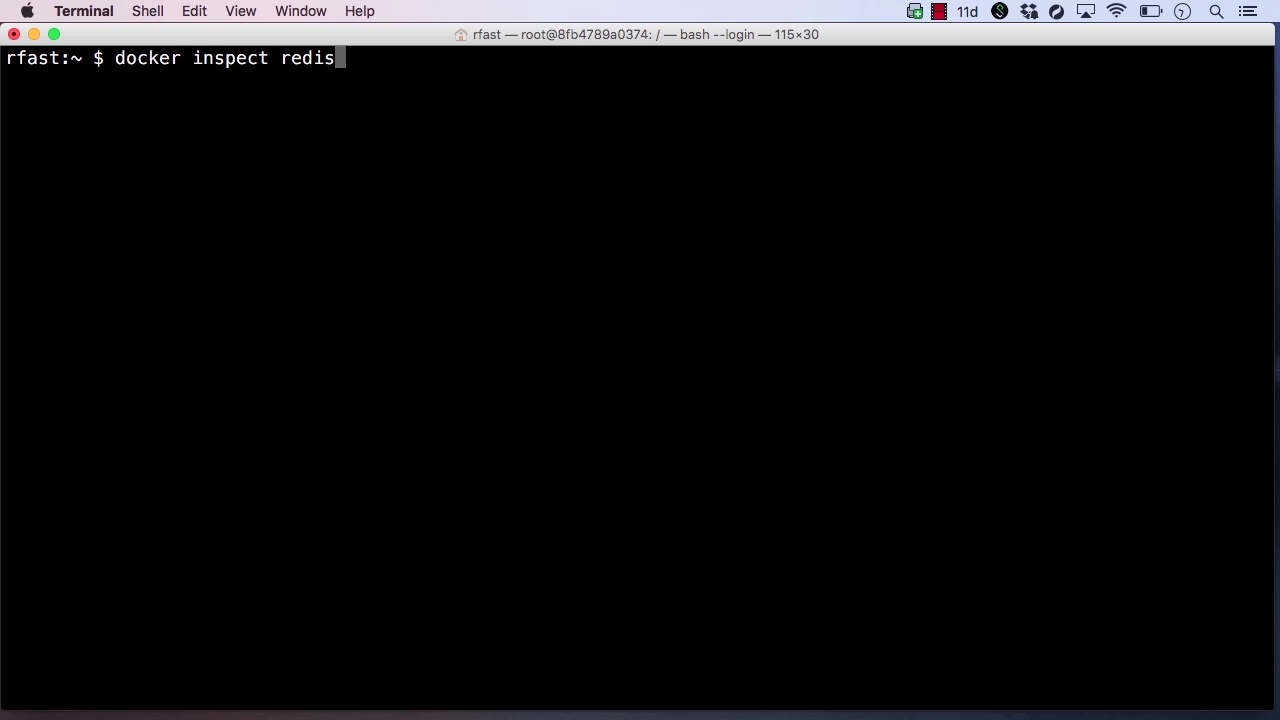 Terminal Shell Edit View Window Help 11d
rfast — root@8fb4789a0374: / — bash --login — 115×30
rfast:~ $ docker inspect redis